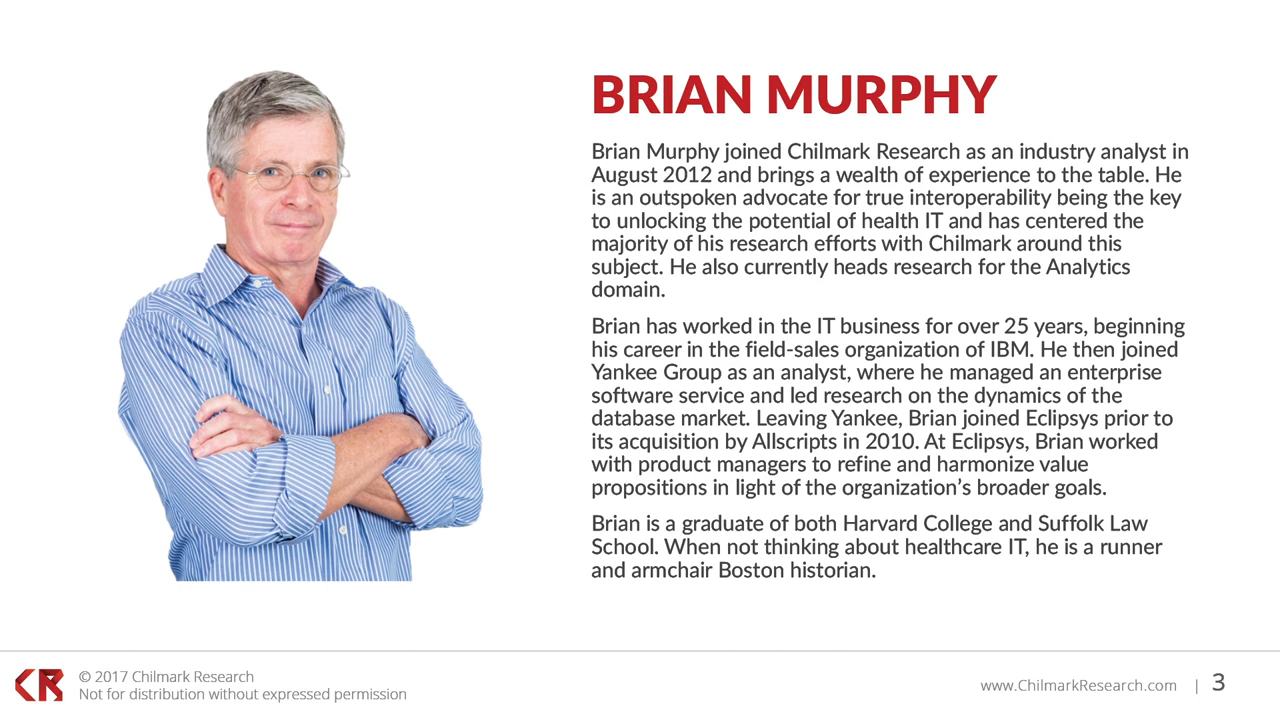 BRIAN MURPHY
Brian Murphy joined Chilmark Research as an industry analyst in
August 2012 and brings a wealth of experience to the table. He
is an outspoken advocate for true interoperability being the key
to unlocking the potential of health IT and has centered the
majority of his research efforts with Chilmark around this
subject. He also currently heads research for the Analytics
domain.
Brian has worked in the IT business for over 25 years, beginning
his career in the field-sales organization of IBM. He then joined
Yankee Group as an analyst, where he managed an enterprise
software service and led research on the dynamics of the
database market. Leaving Yankee, Brian joined Eclipsys prior to
its acquisition by Allscripts in 2010. At Eclipsys, Brian worked
with product managers to refine and harmonize value
propositions in light of the organization’s broader goals.
Brian is a graduate of both Harvard College and Suffolk Law
School. When not thinking about healthcare IT, he is a runner
and armchair Boston historian.
CR
© 2017 Chilmark Research
Not for distribution without expressed permission
www.ChilmarkResearch.com | 3